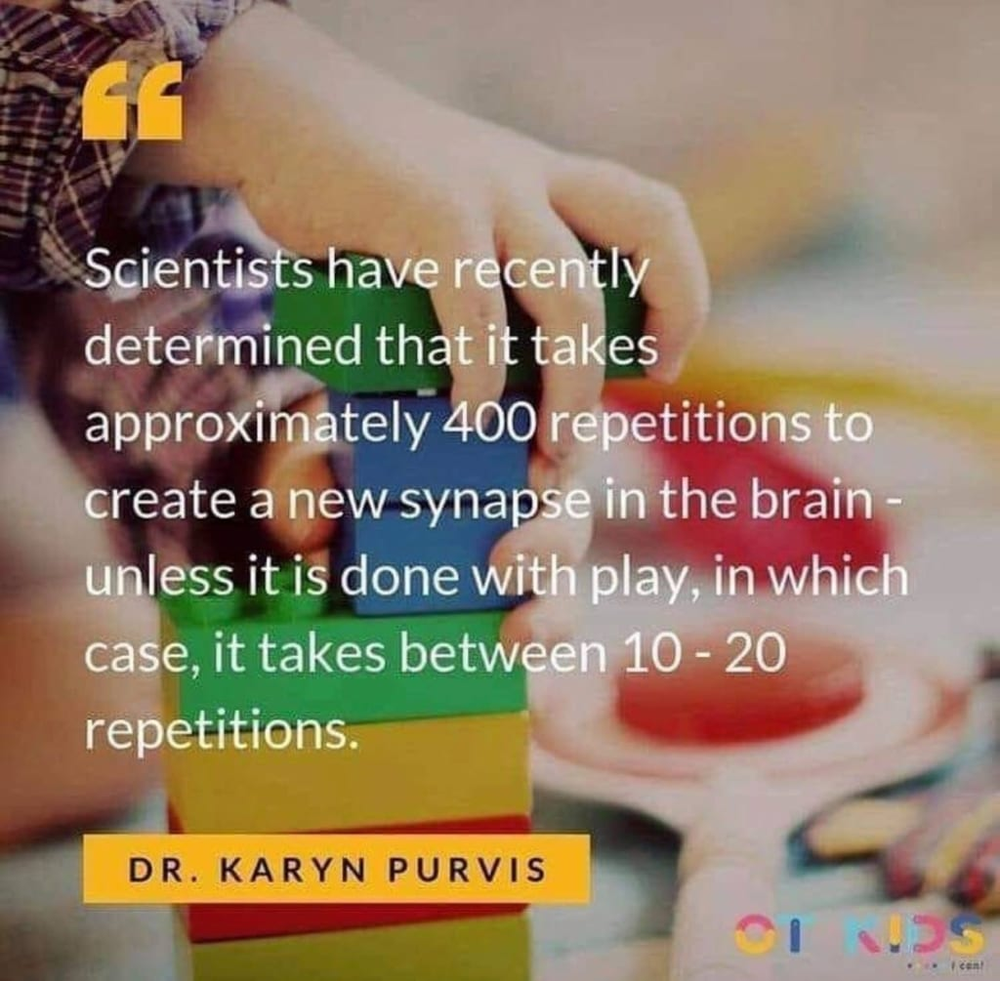 “
Scientists have recently
determined that it takes
approximately 400 repetitions to
create a new synapse in the brain -
unless it is done with play, in which
case, it takes between 10 - 20
repetitions.
DR. KARYN PURVIS
OT KIDS
I can!